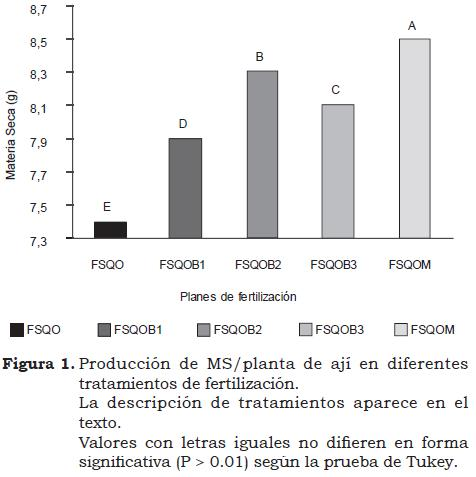 8,7
8,5
8,3
8,1
7,9
7,7
7,5
7,3
Materia Seca (g)
E
D
B
C
A
FSQO FSQOB1 FSQOB2 FSQOB3 FSQOM
Planes de fertilización
FSQO FSQOB1 FSQOB2 FSQOB3 FSQOM
Figura 1. Producción de MS/planta de ají en diferentes
tratamientos de fertilización.
La descripción de tratamientos aparece en el
texto.
Valores con letras iguales no difieren en forma
significativa (P > 0.01) según la prueba de Tukey.